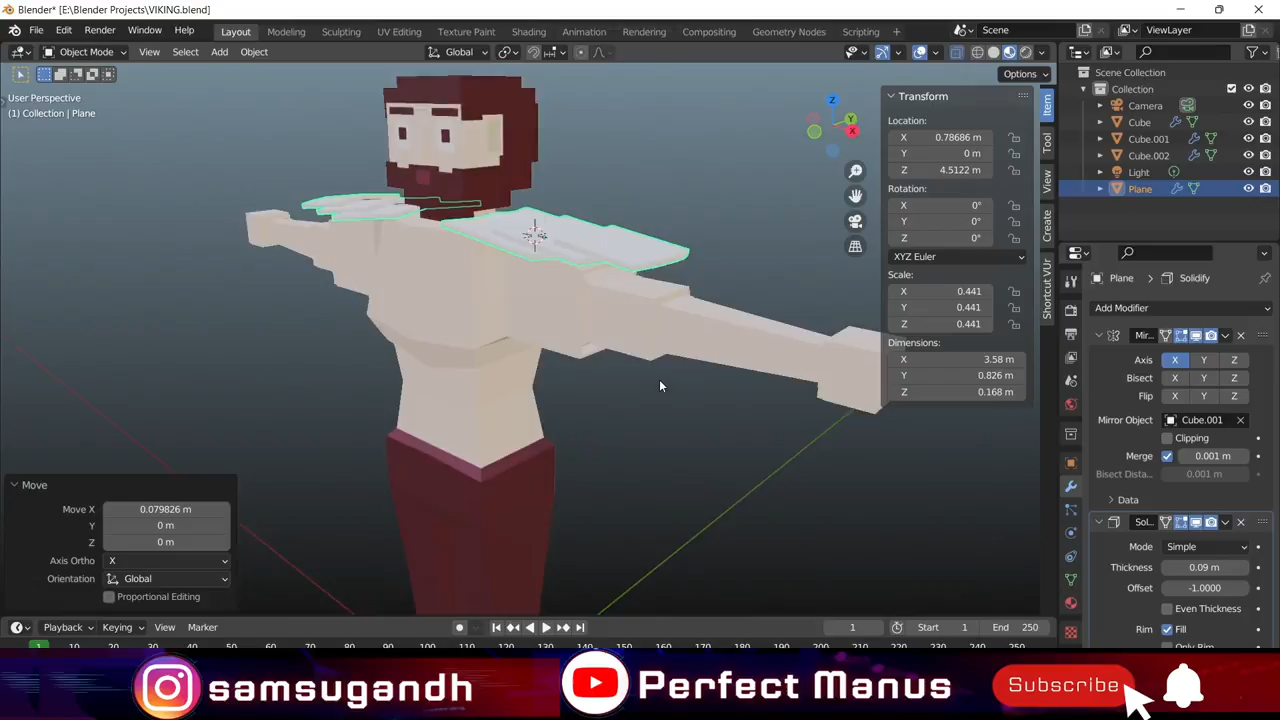 Blender* [E:\Blender Projects\VIKING.blend]
File Edit Render Window Help Layout Modeling Sculpting UV Editing Texture Paint Shading Animation Rendering Compositing Geometry Nodes Scripting + Scene ViewLayer
Object Mode View Select Add Object Global
Options
User Perspective
(1) Collection | Plane
Z
Y
X
Transform
Location:
X 0.78686 m
Y 0 m
Z 4.5122 m
Rotation:
X 0°
Y 0°
Z 0°
XYZ Euler
Scale:
X 0.441
Y 0.441
Z 0.441
Dimensions:
X 3.58 m
Y 0.826 m
Z 0.168 m
Item
Tool
View
Create
Shortcut VUr
Scene Collection
Collection
Camera
Cube
Cube.001
Cube.002
Light
Plane
Plane > Solidify
Add Modifier
Mir...
Axis X Y Z
Bisect X Y Z
Flip X Y Z
Mirror Object Cube.001
Clipping
Merge 0.001 m
Bisect Dista... 0.001 m
Data
Sol...
Mode Simple
Thickness 0.09 m
Offset -1.0000
Even Thickness
Rim Fill
Only Rim
Move
Move X 0.079826 m
Y 0 m
Z 0 m
Axis Ortho X
Orientation Global
Proportional Editing
Playback Keying View Marker 1 Start 1 End 250
1 10 20 30 40 50 60 70 80 90 100 110 120 130 140 150 160 170 180 190 200 210 220 230 240 250
samsugandh Perfect Manus Subscribe